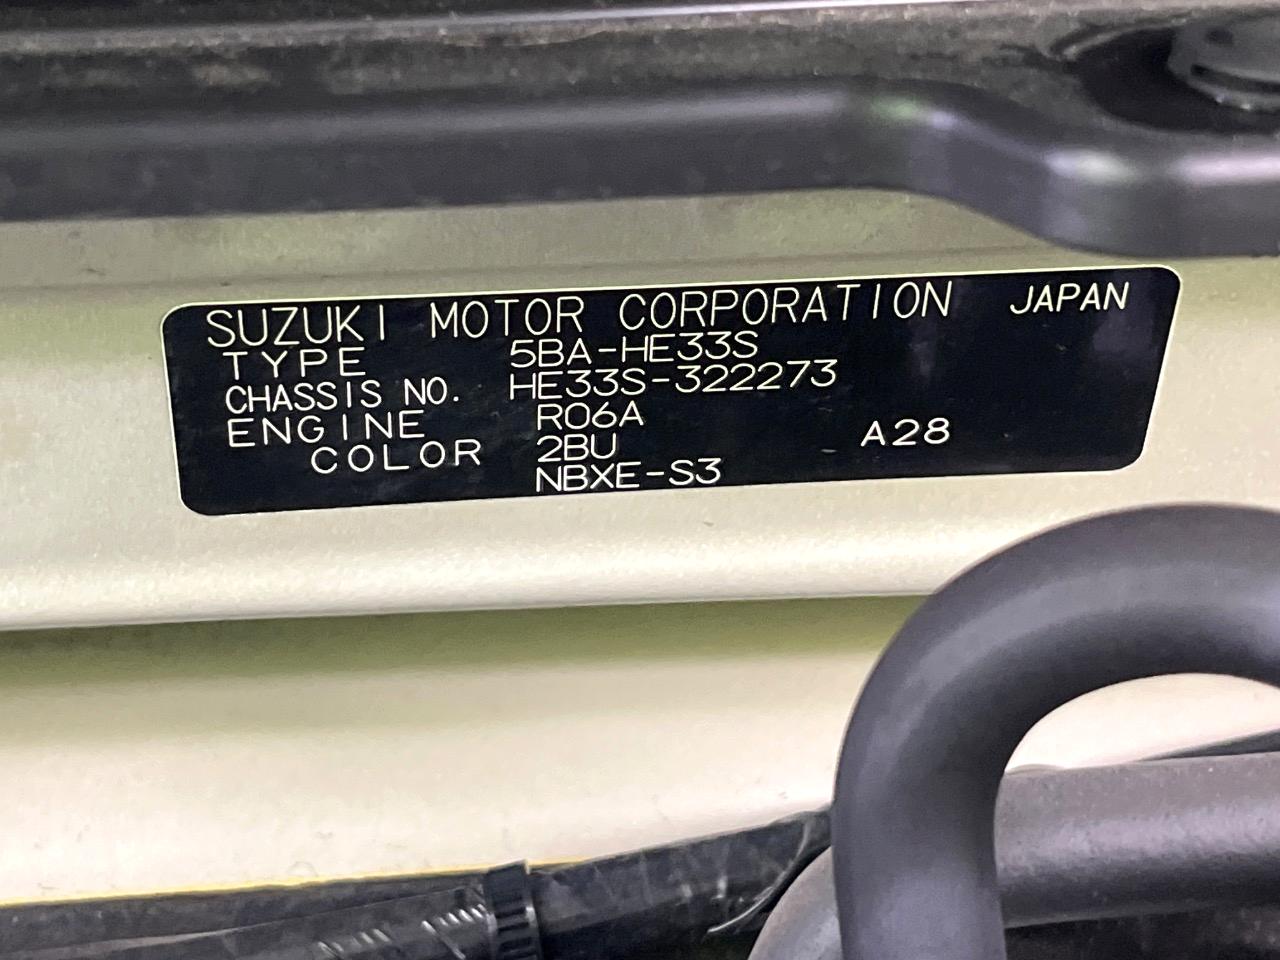 SUZUKI MOTOR CORPORATION JAPAN
TYPE 5BA-HE33S
CHASSIS NO. HE33S-322273
ENGINE R06A
COLOR 2BU A28
NBXE-S3